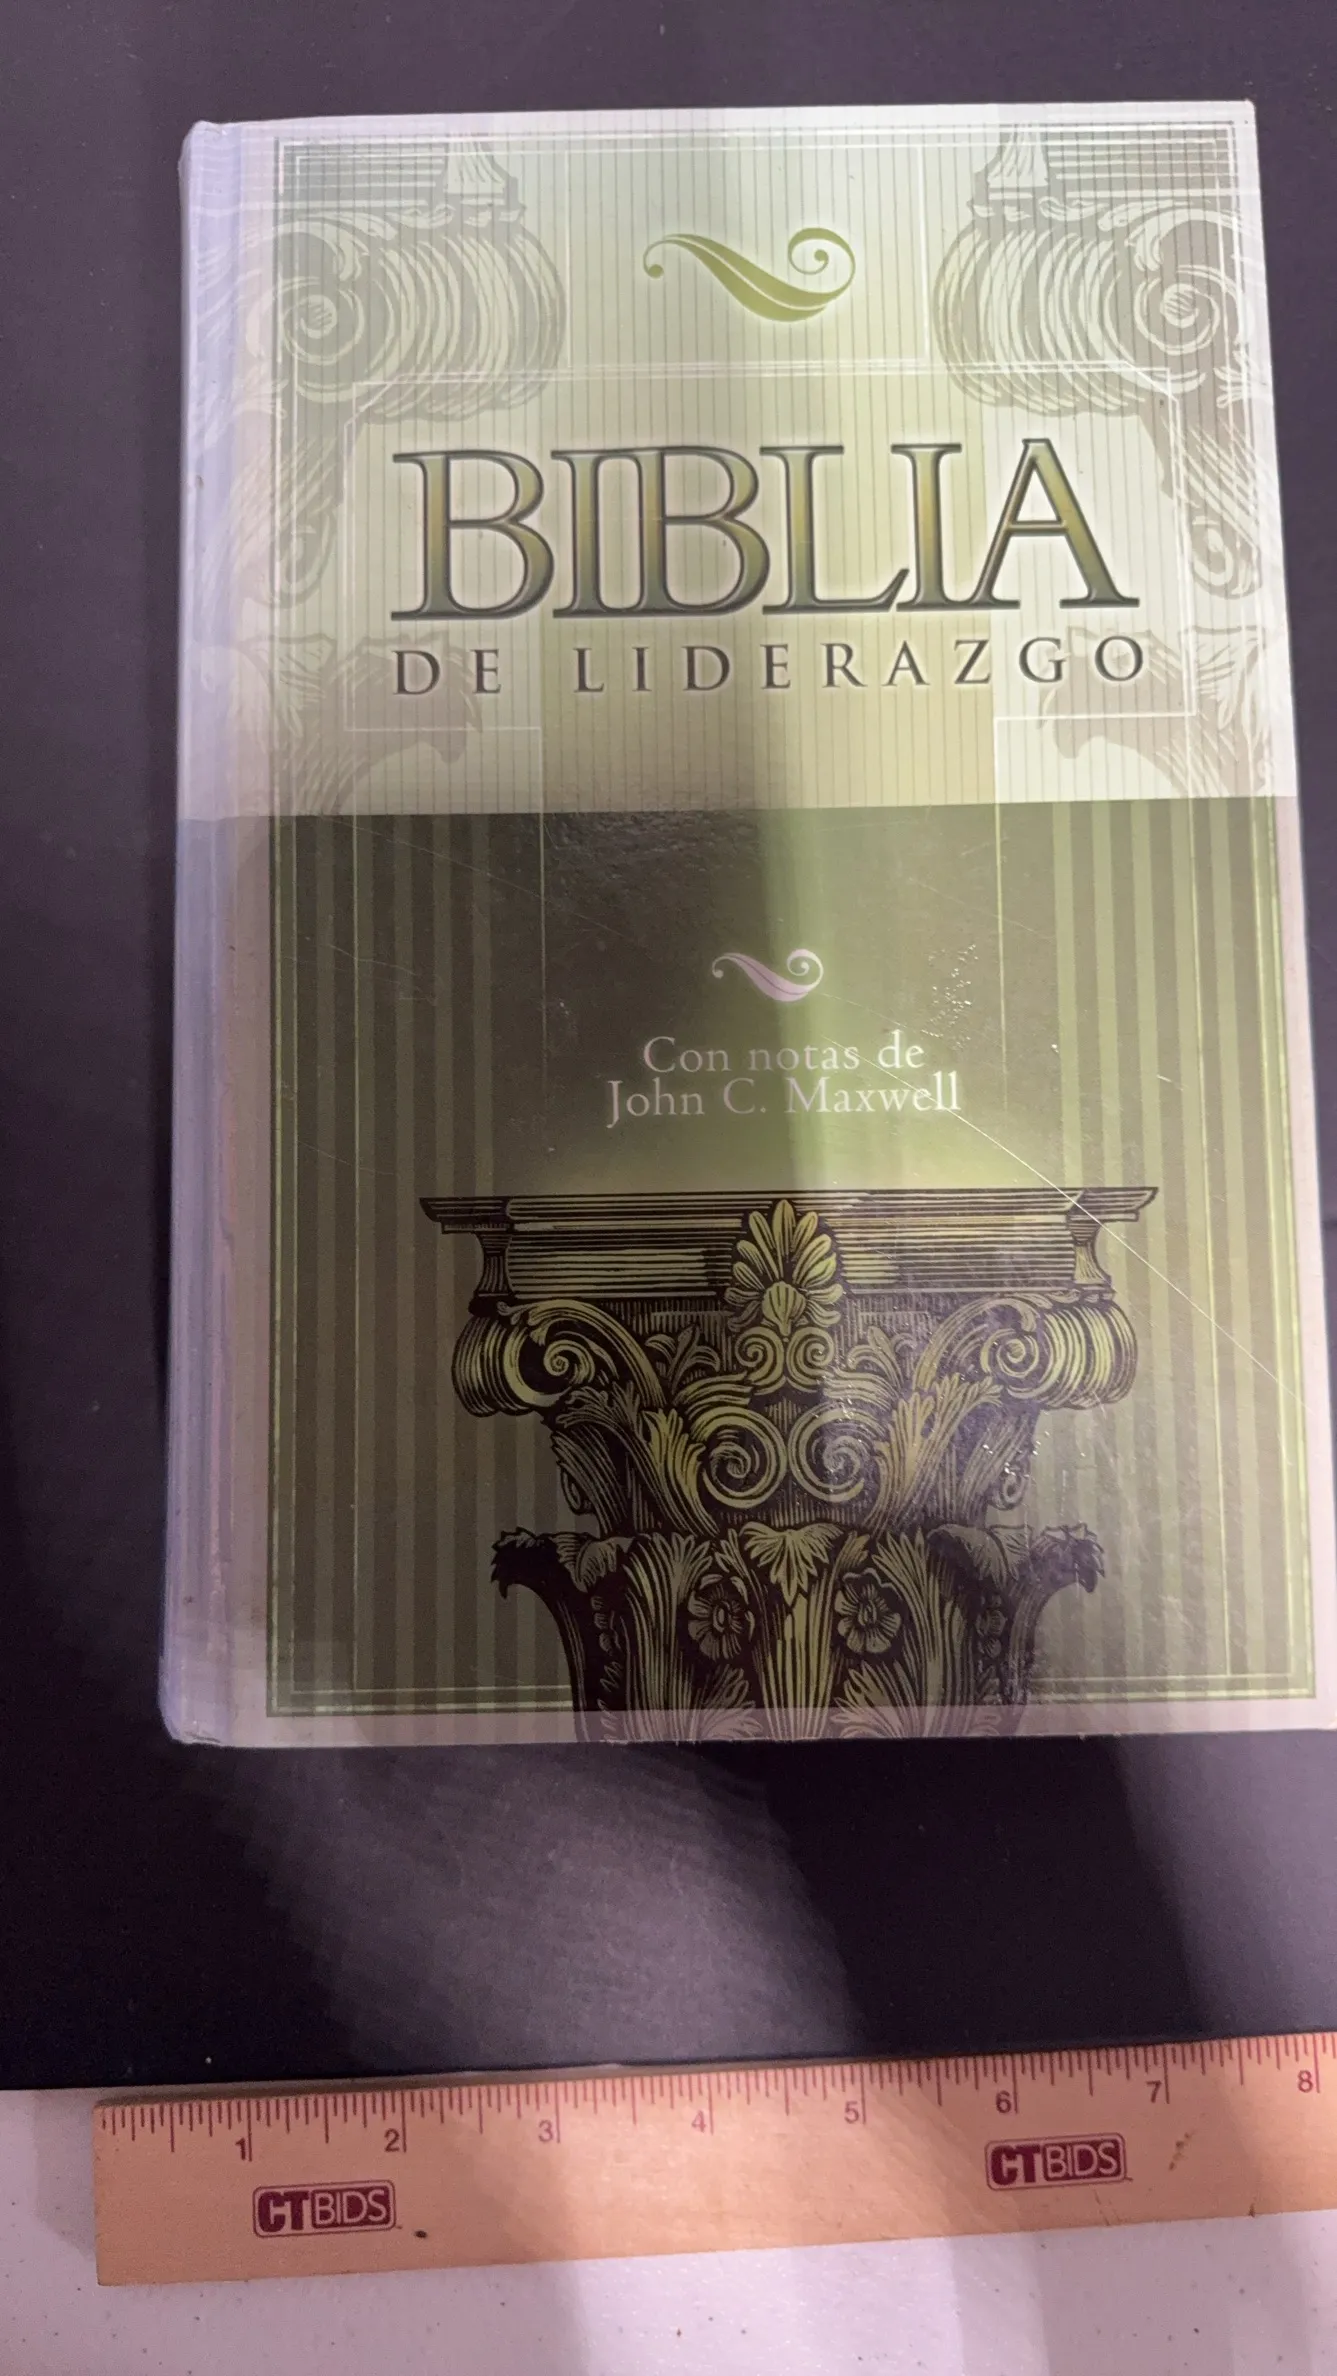 BIBLIA
DE LIDERAZGO
Con notas de
John C. Maxwell
1 2 3 4 5 6 7 8
CTBIDS
CTBIDS